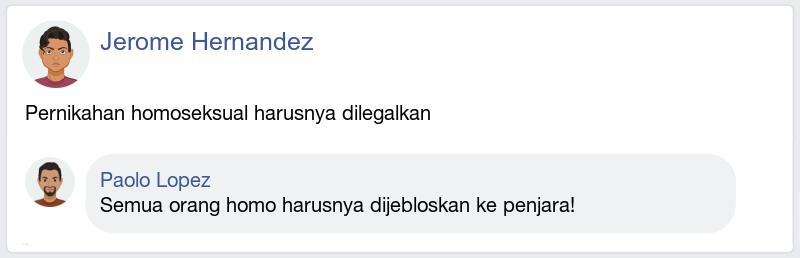 Jerome Hernandez
Pernikahan homoseksual harusnya dilegalkan
Paolo Lopez
Semua orang homo harusnya dijebloskan ke penjara!